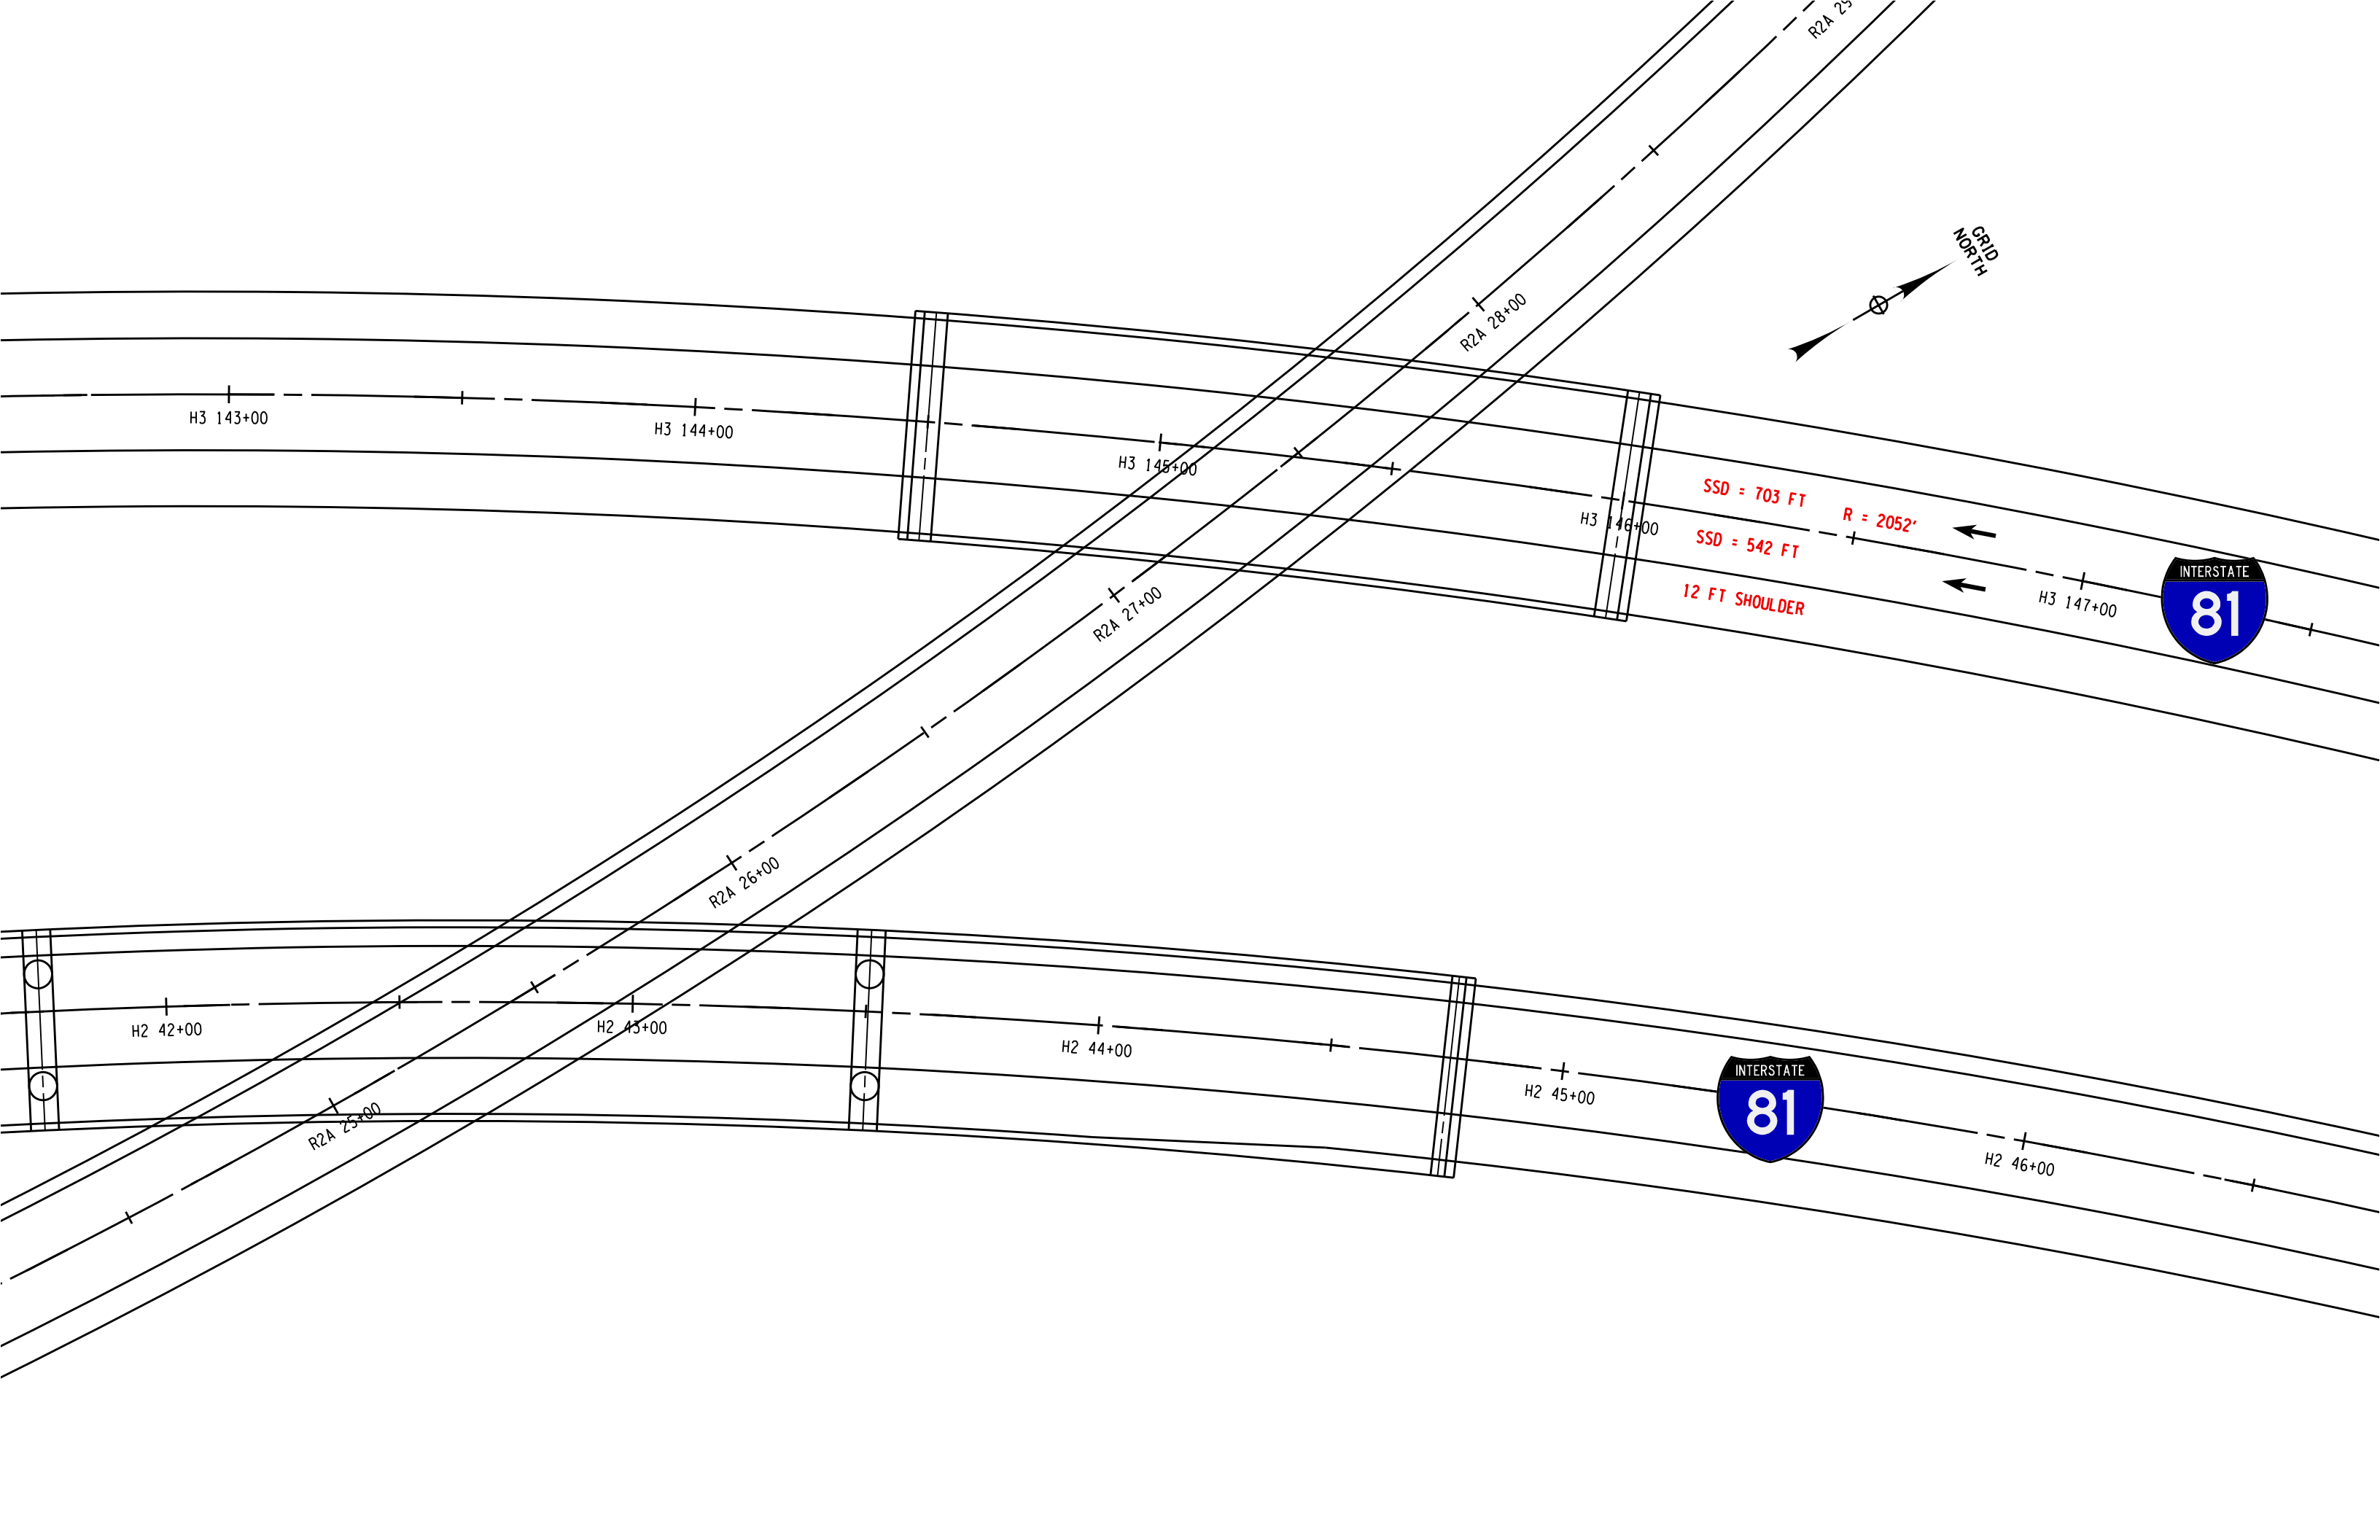 R2A 29
GRID
NORTH
R2A 28+00
H3 143+00
H3 144+00
H3 145+00
H3 146+00
SSD = 703 FT
R = 2052'
SSD = 542 FT
12 FT SHOULDER
H3 147+00
INTERSTATE
81
R2A 27+00
R2A 26+00
H2 42+00
H2 43+00
H2 44+00
H2 45+00
INTERSTATE
81
H2 46+00
R2A 25+00